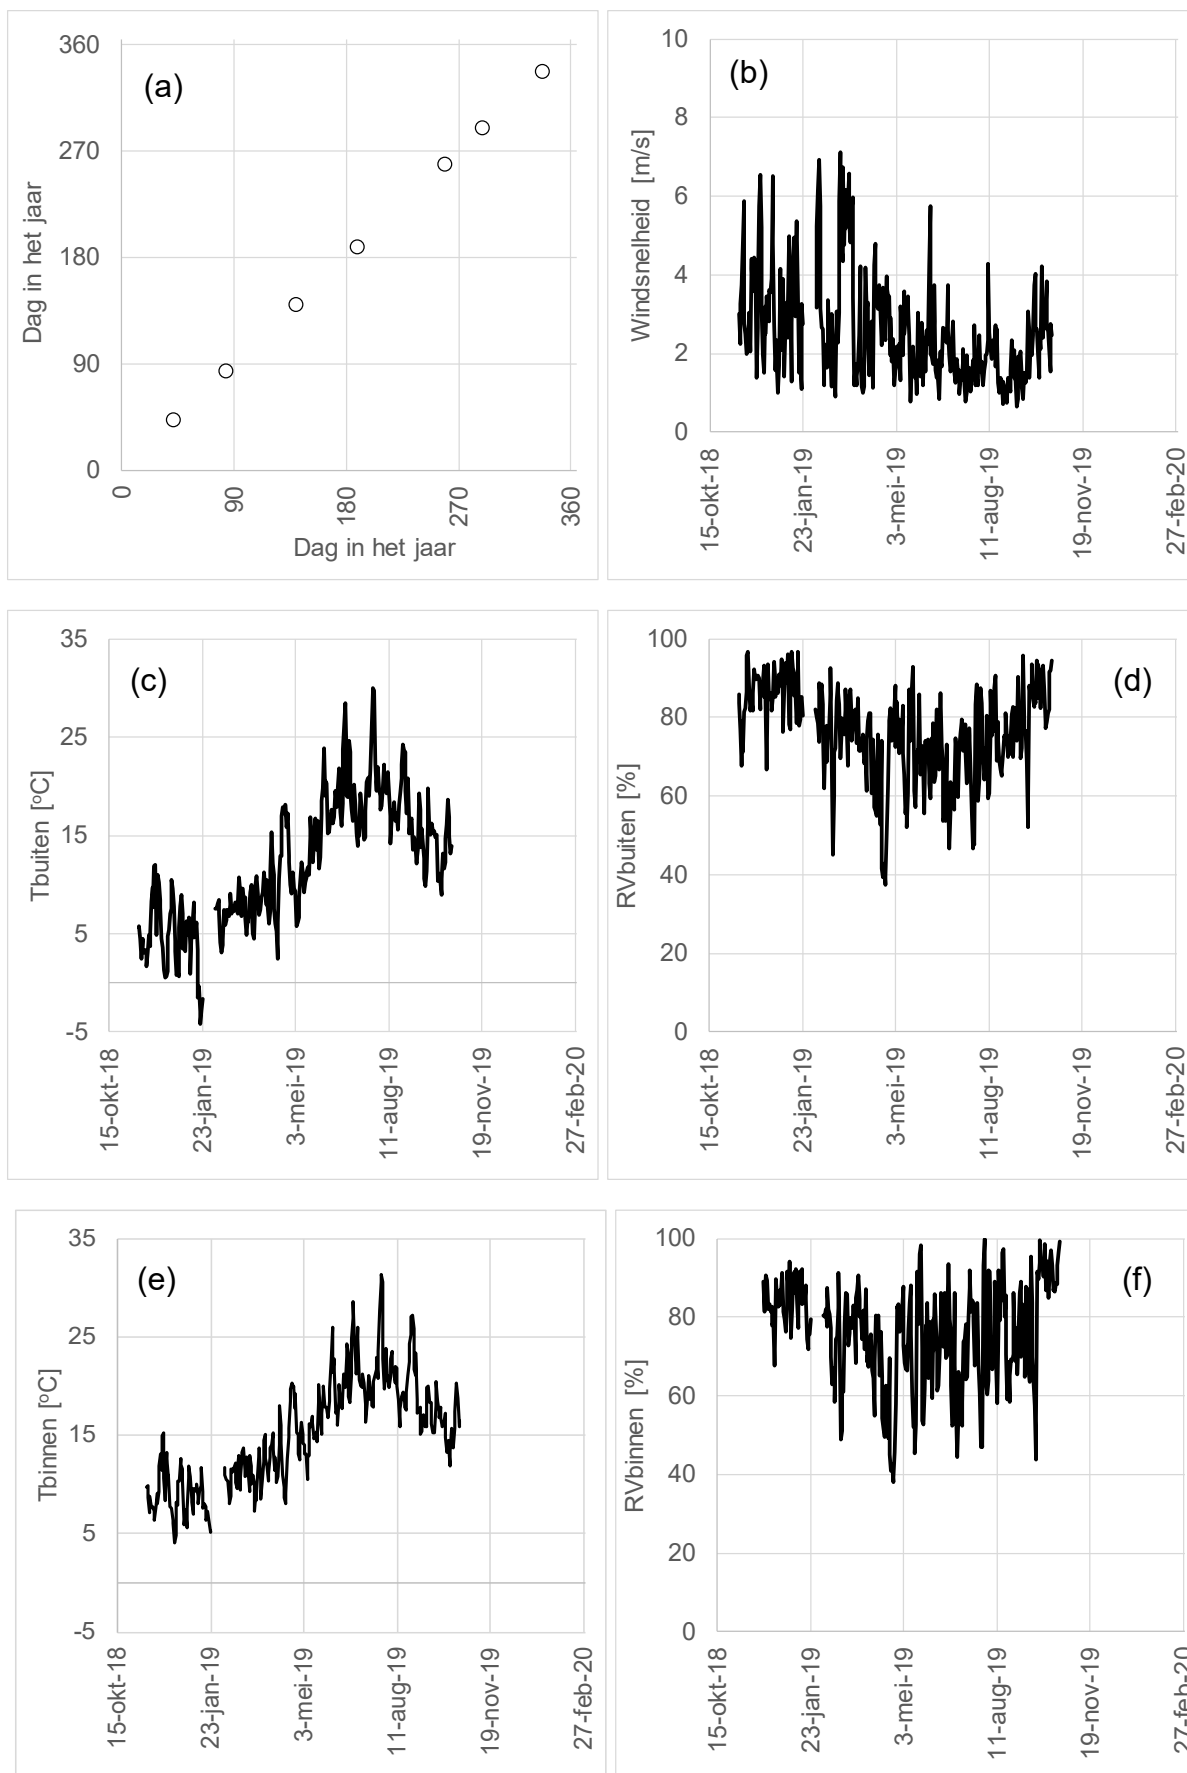 (a)
360
270
180
90
0
Dag in het jaar
0
90
180
270
360
Dag in het jaar
(b)
10
8
6
4
2
0
Windsnelheid [m/s]
15-okt-18
23-jan-19
3-mei-19
11-aug-19
19-nov-19
27-feb-20
(c)
35
25
15
5
-5
Tbuiten [°C]
15-okt-18
23-jan-19
3-mei-19
11-aug-19
19-nov-19
27-feb-20
(d)
100
80
60
40
20
0
RVbuiten [%]
15-okt-18
23-jan-19
3-mei-19
11-aug-19
19-nov-19
27-feb-20
(e)
35
25
15
5
-5
Tbinnen [°C]
15-okt-18
23-jan-19
3-mei-19
11-aug-19
19-nov-19
27-feb-20
(f)
100
80
60
40
20
0
RVbinnen [%]
15-okt-18
23-jan-19
3-mei-19
11-aug-19
19-nov-19
27-feb-20